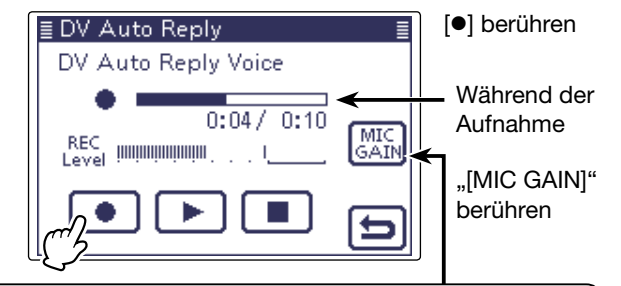 DV Auto Reply
DV Auto Reply Voice
0:04 / 0:10
REC
Level
MIC
GAIN
[●] berühren
Während der
Aufnahme
„[MIC GAIN]“
berühren